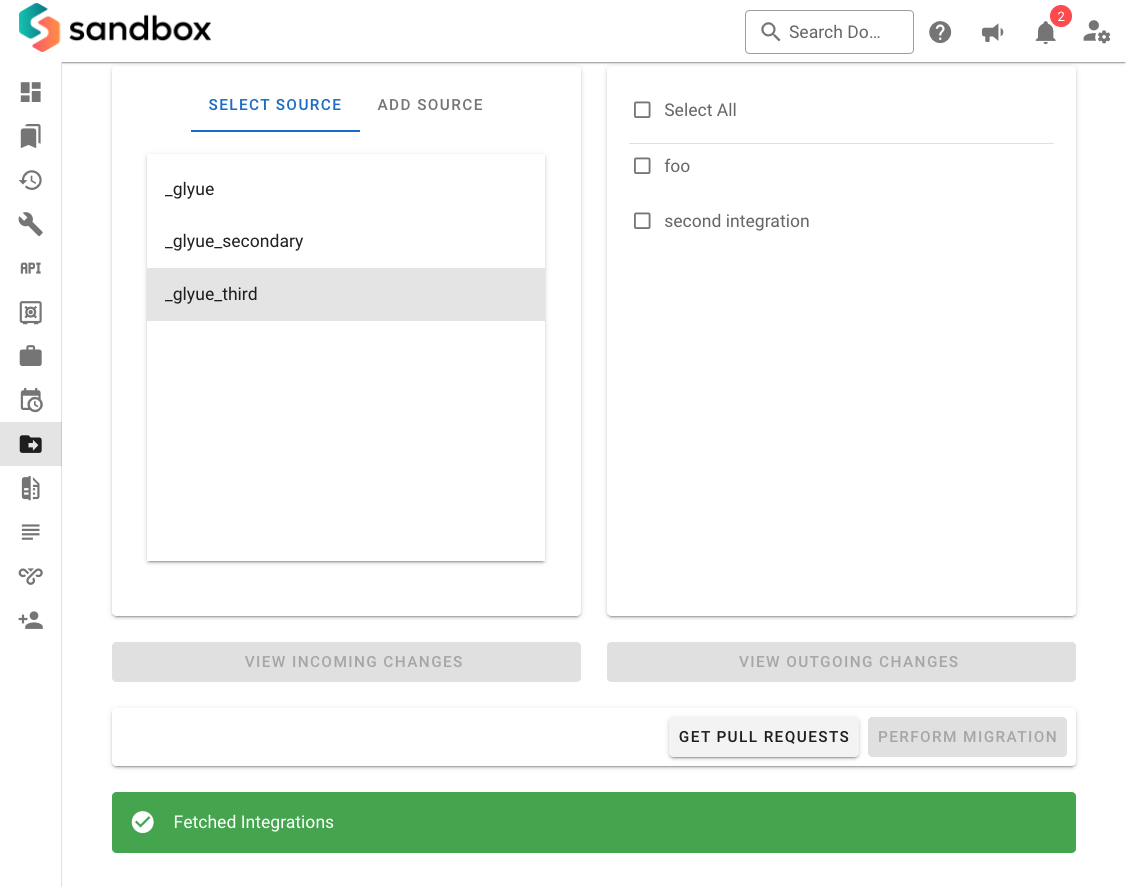 sandbox
Search Do...
2
API
SELECT SOURCE
ADD SOURCE
_glyue
_glyue_secondary
_glyue_third
Select All
foo
second integration
VIEW INCOMING CHANGES
VIEW OUTGOING CHANGES
GET PULL REQUESTS
PERFORM MIGRATION
Fetched Integrations